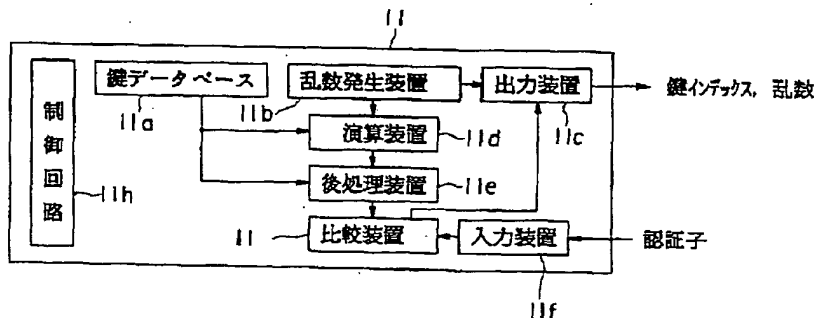 11
制御回路
11h
鍵データベース
11a
乱数発生装置
11b
出力装置
11c
鍵インデックス，乱数
演算装置
11d
後処理装置
11e
11
比較装置
入力装置
11f
認証子